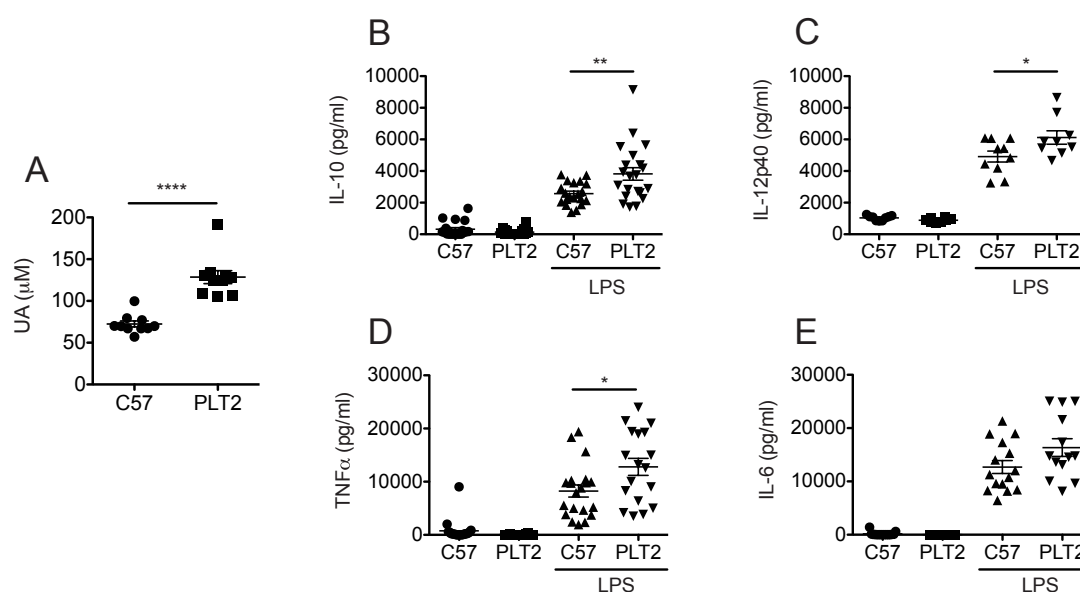 A
****
UA (μM)
200
150
100
50
0
C57 PLT2
B
**
IL-10 (pg/ml)
10000
8000
6000
4000
2000
0
C57 PLT2 C57 PLT2
LPS
C
*
IL-12p40 (pg/ml)
10000
8000
6000
4000
2000
0
C57 PLT2 C57 PLT2
LPS
D
*
TNFα (pg/ml)
30000
20000
10000
0
C57 PLT2 C57 PLT2
LPS
E
IL-6 (pg/ml)
30000
20000
10000
0
C57 PLT2 C57 PLT2
LPS